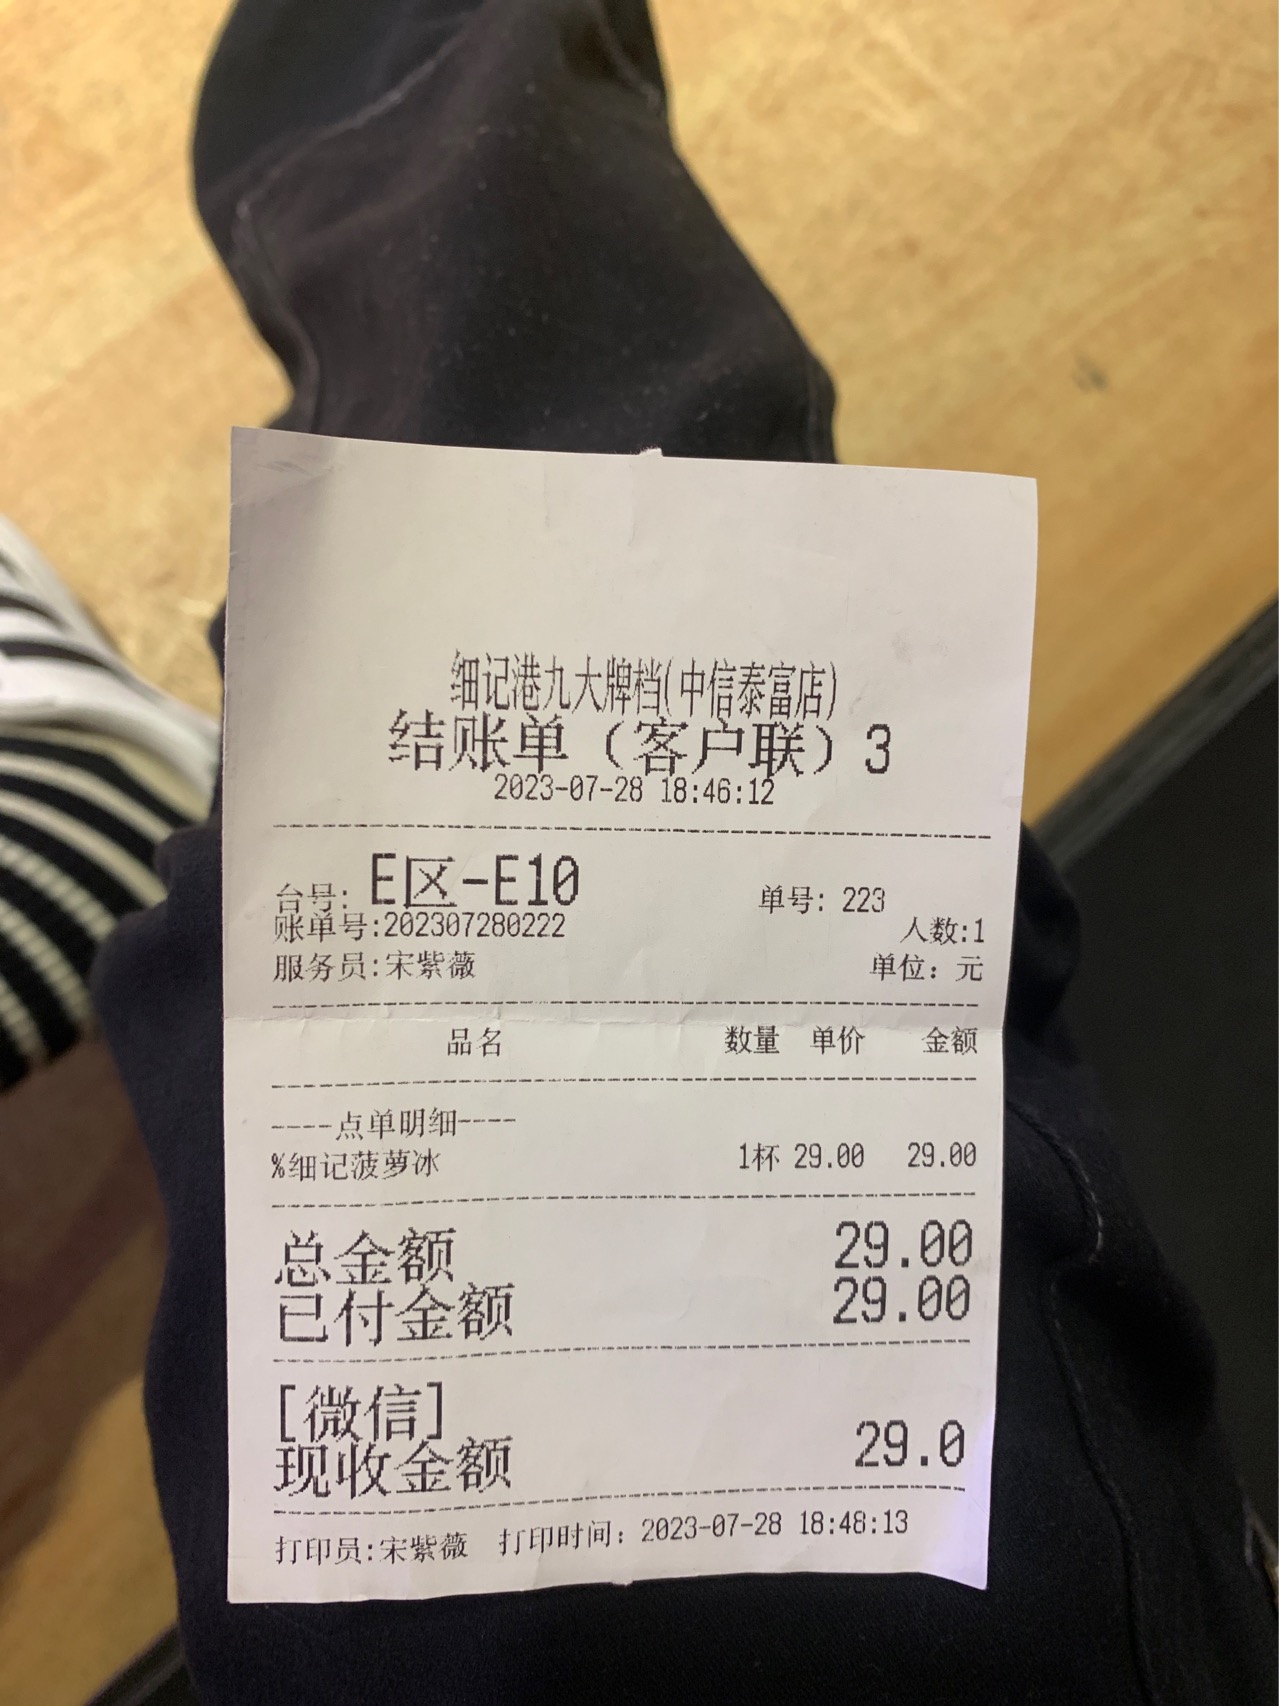 细记港九大牌档(中信泰富店)
结账单（客户联）3
2023-07-28 18:46:12
台号: E区-E10 单号: 223
账单号:202307280222 人数:1
服务员:宋紫薇 单位: 元
品名 数量 单价 金额
----点单明细----
%细记菠萝冰 1杯 29.00 29.00
总金额 29.00
已付金额 29.00
[微信]
现收金额 29.0
打印员:宋紫薇 打印时间: 2023-07-28 18:48:13